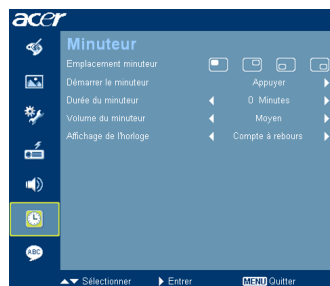 acer
Minuteur
Emplacement minuteur
Démarrer le minuteur Appuyer
Durée du minuteur 0 Minutes
Volume du minuteur Moyen
Affichage de l'horloge Compte à rebours
ABC
Sélectionner Entrer MENU Quitter